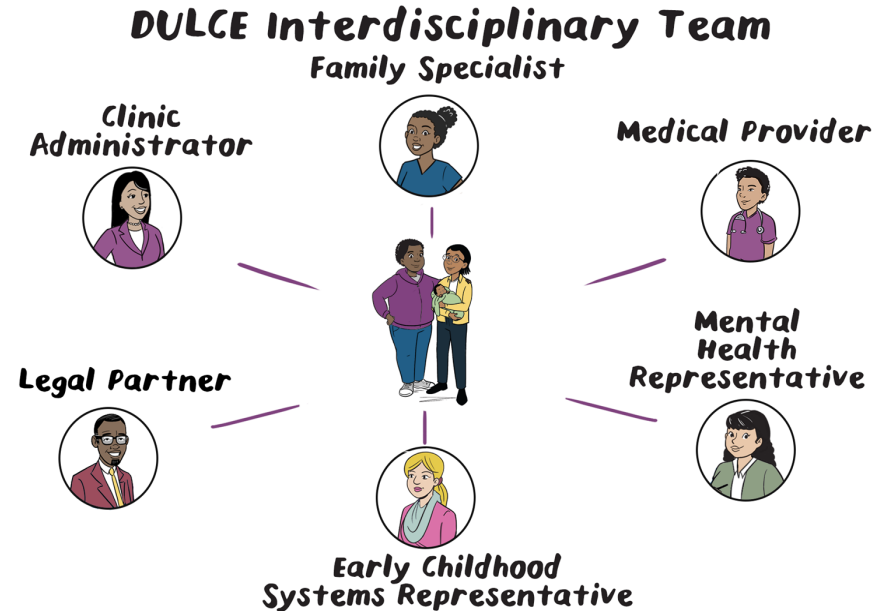 DULCE Interdisciplinary Team
Family Specialist
Clinic
Administrator
Medical Provider
Mental
Health
Representative
Legal Partner
Early Childhood
Systems Representative